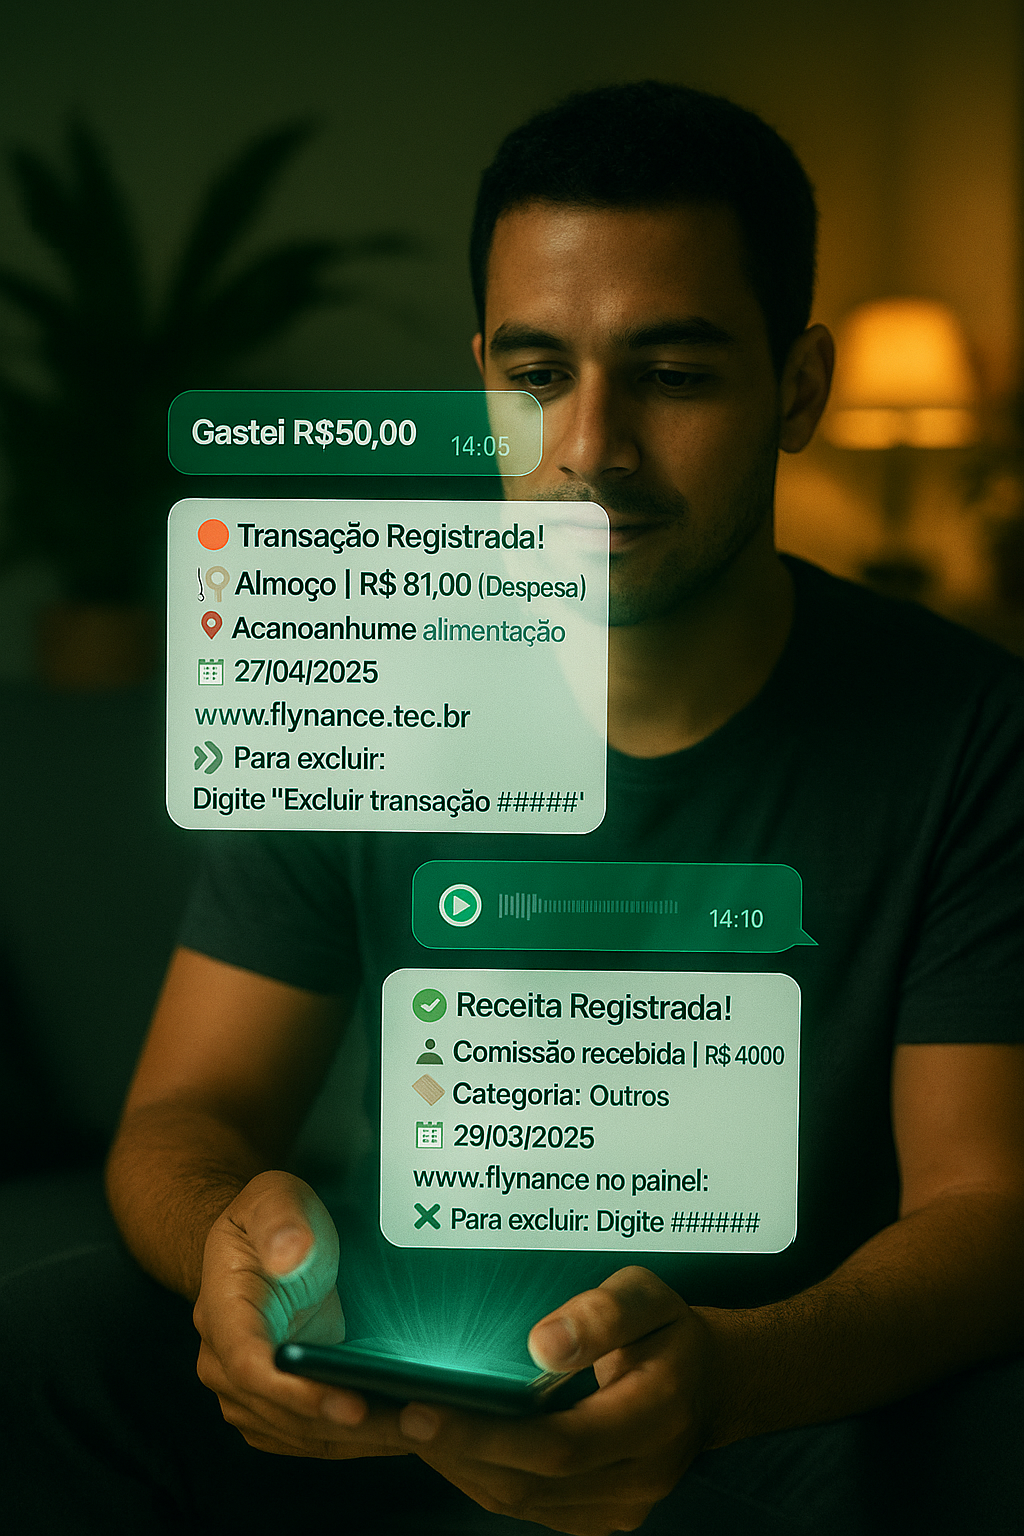 Gastei R$50,00 14:05
Transação Registrada!
Almoço | R$ 81,00 (Despesa)
Acanoanhume alimentação
27/04/2025
www.flynance.tec.br
Para excluir:
Digite "Excluir transação #####'
14:10
Receita Registrada!
Comissão recebida | R$ 4000
Categoria: Outros
29/03/2025
www.flynance no painel:
Para excluir: Digite ######